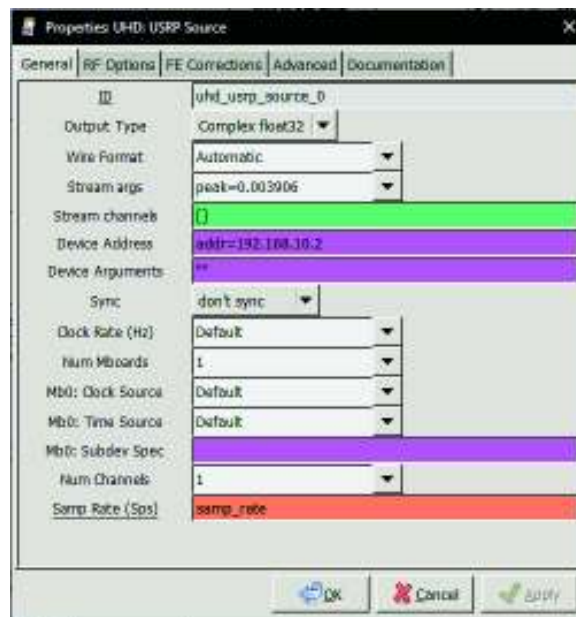 Properties: UHD: USRP Source
General RF Options FE Corrections Advanced Documentation
ID uhd_usrp_source_0
Output Type Complex float32
Wire Format Automatic
Stream args peak=0.003906
Stream channels []
Device Address addr=192.168.10.2
Device Arguments ""
Sync don't sync
Clock Rate (Hz) Default
Num Mboards 1
Mb0: Clock Source Default
Mb0: Time Source Default
Mb0: Subdev Spec
Num Channels 1
Samp Rate (Sps) samp_rate
OK Cancel Apply